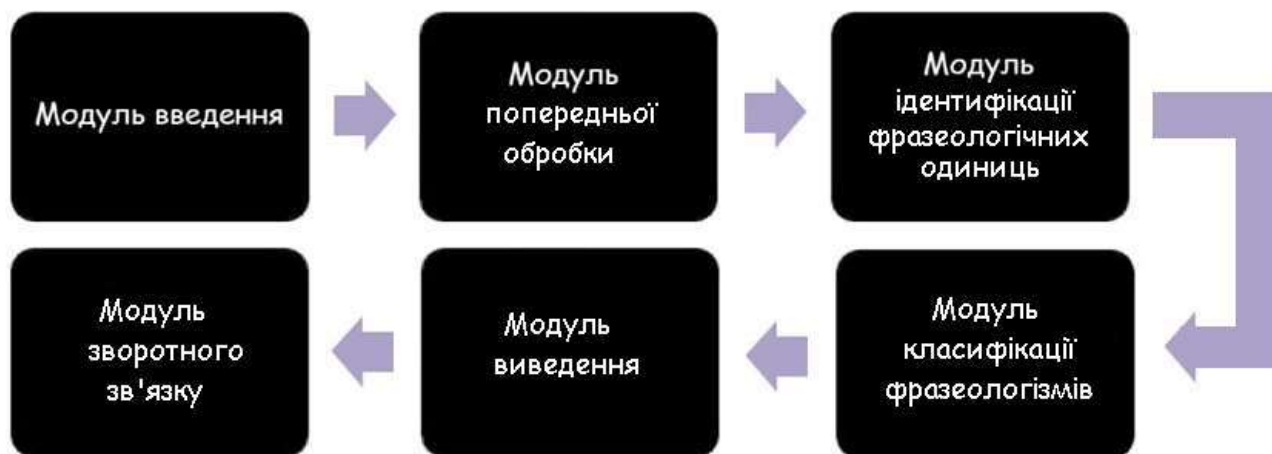 Модуль введення
Модуль
попередньої
обробки
Модуль
ідентифікації
фразеологічних
одиниць
Модуль
класифікації
фразеологізмів
Модуль
виведення
Модуль
зворотного
зв'язку